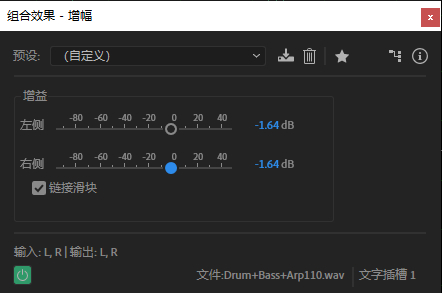 组合效果 - 增幅
预设: (自定义)
增益
-80 -60 -40 -20 0 20 40
左侧 -1.64 dB
-80 -60 -40 -20 0 20 40
右侧 -1.64 dB
链接滑块
输入: L, R | 输出: L, R
文件:Drum+Bass+Arp110.wav 文字插槽 1